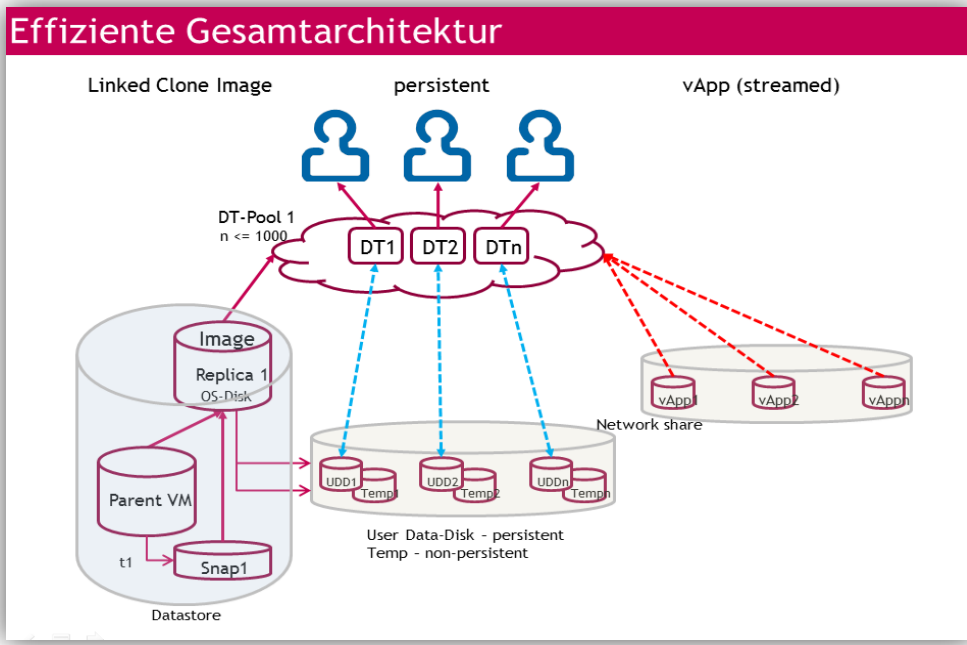 Effiziente Gesamtarchitektur
Linked Clone Image
persistent
vApp (streamed)
DT-Pool 1
n <= 1000
DT1
DT2
DTn
Image
Replica 1
OS-Disk
Parent VM
t1
Snap1
Datastore
UDD1
Temp1
UDD2
Temp2
UDDn
Tempn
User Data-Disk - persistent
Temp - non-persistent
vApp1
vApp2
vAppn
Network share